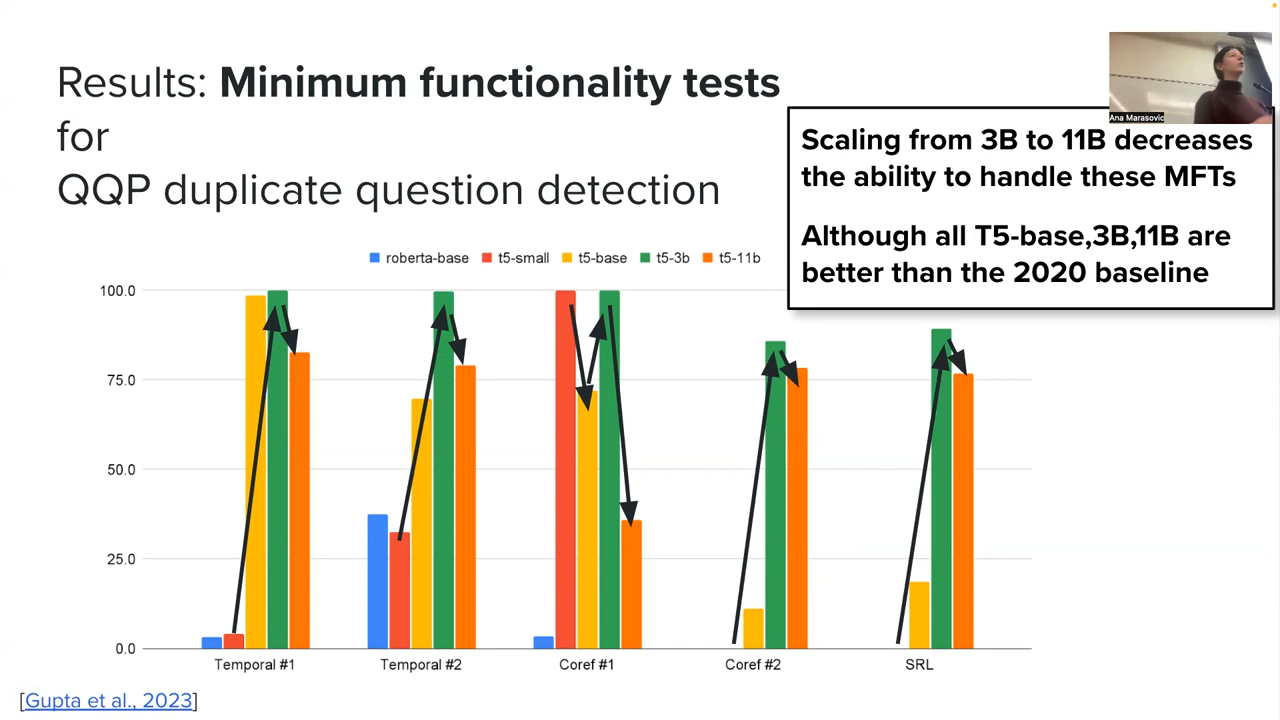 Results: Minimum functionality tests
for
QQP duplicate question detection
Ana Marasovic
Scaling from 3B to 11B decreases
the ability to handle these MFTs
Although all T5-base,3B,11B are
better than the 2020 baseline
roberta-base t5-small t5-base t5-3b t5-11b
100.0
75.0
50.0
25.0
0.0
Temporal #1 Temporal #2 Coref #1 Coref #2 SRL
[Gupta et al., 2023]